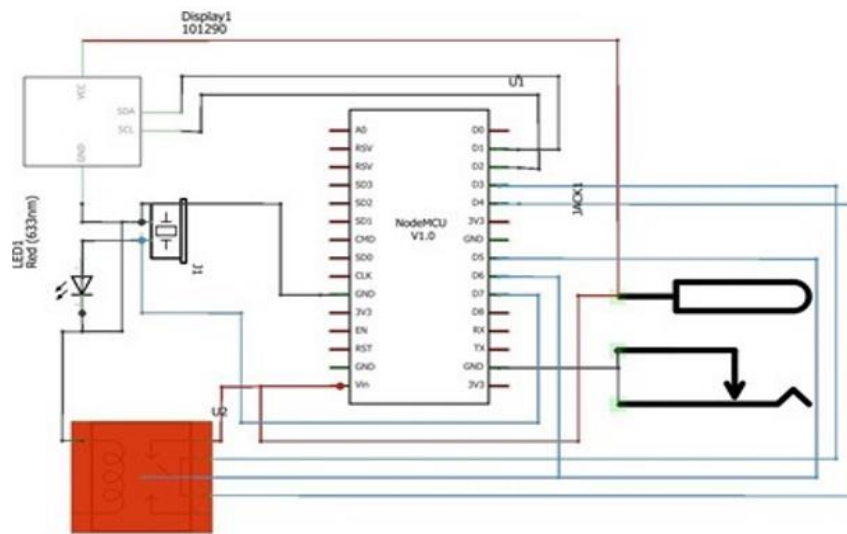 Display1
101290
VCC
SDA
SCL
GND
LED1
Red (633nm)
J1
U1
A0
RSV
RSV
SD3
SD2
SD1
CMD
SD0
CLK
GND
3V3
EN
RST
GND
Vin
NodeMCU
V1.0
D0
D1
D2
D3
D4
3V3
GND
D5
D6
D7
D8
RX
TX
GND
3V3
JACK1
U2